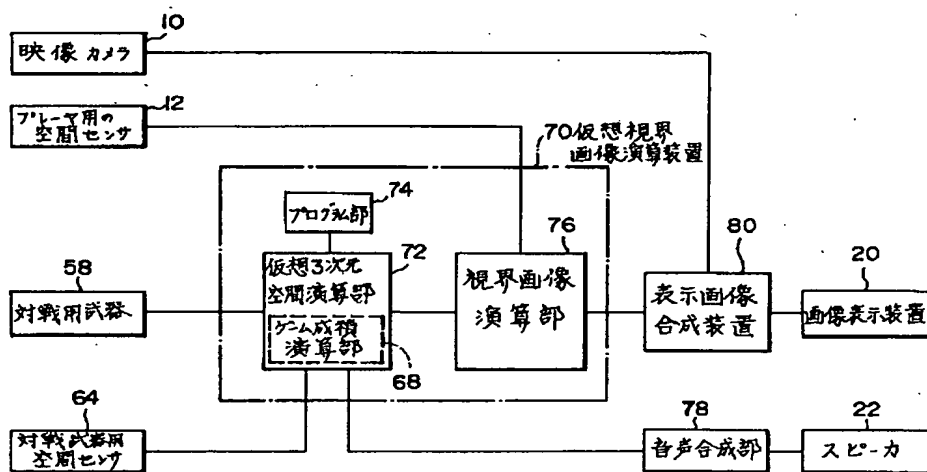 10
映像カメラ
12
プレーヤ用の
空間センサ
70仮想視界
画像演算装置
74
プログラム部
76
72
仮想3次元
空間演算部
ゲーム成積
演算部
68
視界画像
演算部
80
表示画像
合成装置
20
画像表示装置
58
対戦用武器
64
対戦武器用
空間センサ
78
音声合成部
22
スピーカ